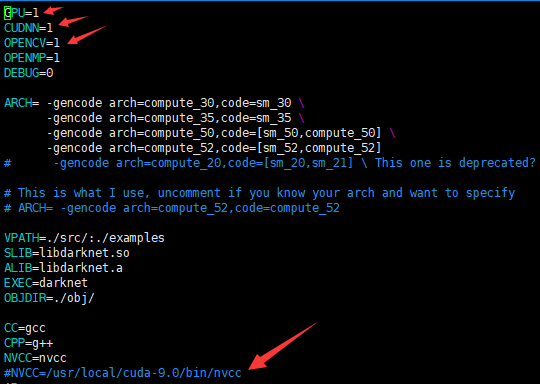 GPU=1
CUDNN=1
OPENCV=1
OPENMP=1
DEBUG=0
ARCH= -gencode arch=compute_30,code=sm_30 \
-gencode arch=compute_35,code=sm_35 \
-gencode arch=compute_50,code=[sm_50,compute_50] \
-gencode arch=compute_52,code=[sm_52,compute_52]
# -gencode arch=compute_20,code=[sm_20,sm_21] \ This one is deprecated?
# This is what I use, uncomment if you know your arch and want to specify
# ARCH= -gencode arch=compute_52,code=compute_52
VPATH=./src/:./examples
SLIB=libdarknet.so
ALIB=libdarknet.a
EXEC=darknet
OBJDIR=./obj/
CC=gcc
CPP=g++
NVCC=nvcc
#NVCC=/usr/local/cuda-9.0/bin/nvcc